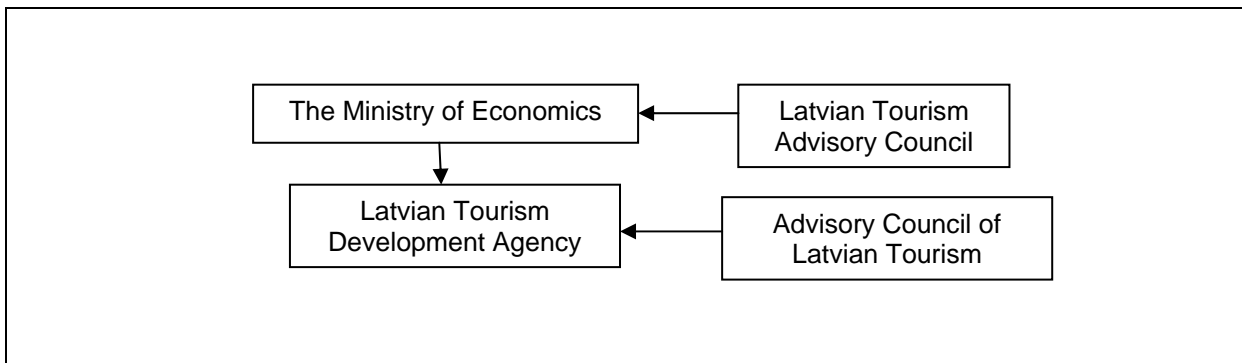 The Ministry of Economics
Latvian Tourism
Advisory Council
Latvian Tourism
Development Agency
Advisory Council of
Latvian Tourism